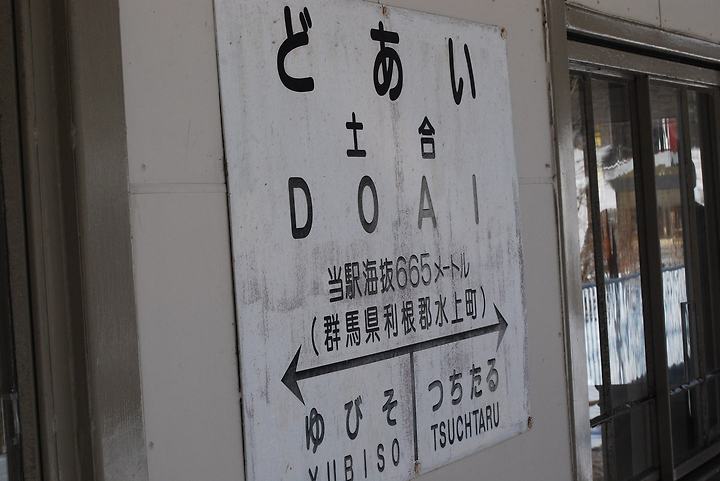 どあい
土合
DOAI
当駅海抜665メートル
(群馬県利根郡水上町)
ゆびそ つちたる
YUBISO TSUCHTARU